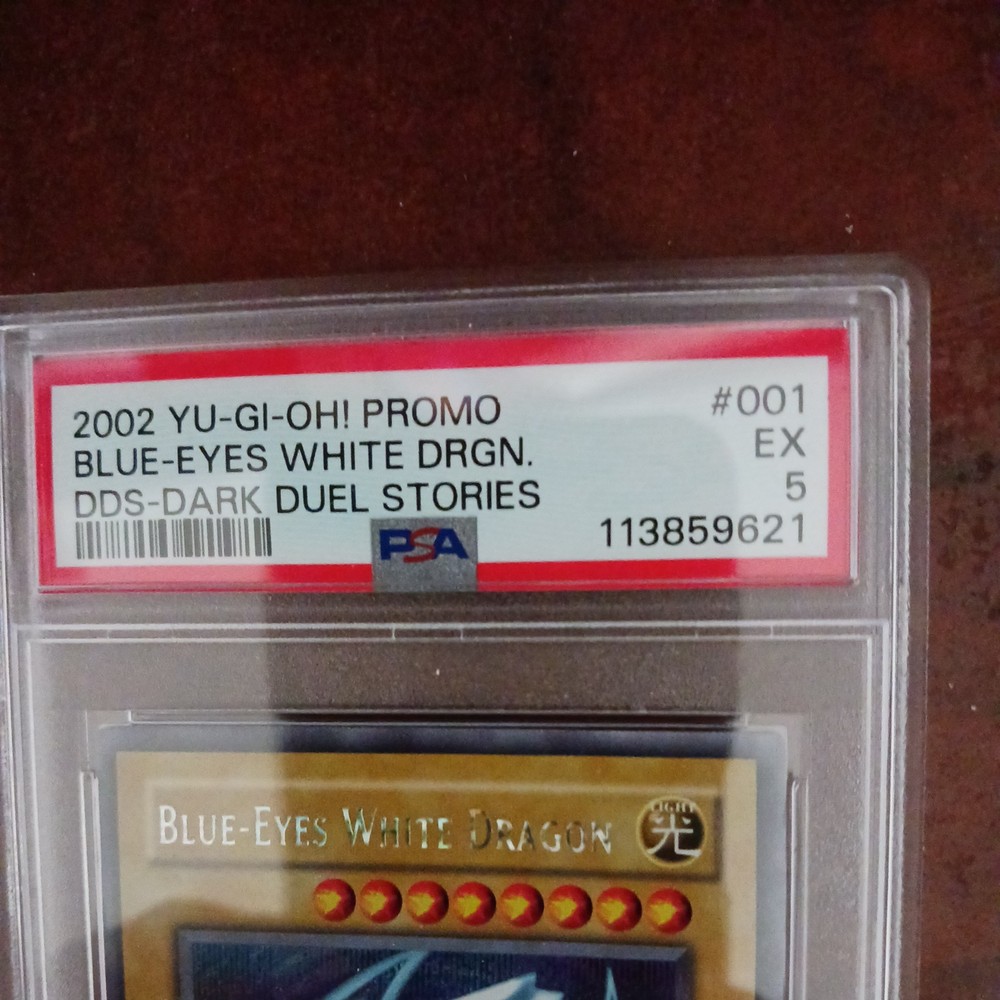 2002 YU-GI-OH! PROMO #001
BLUE-EYES WHITE DRGN. EX
DDS-DARK DUEL STORIES 5
PSA 113859621
BLUE-EYES WHITE DRAGON
LIGHT
光